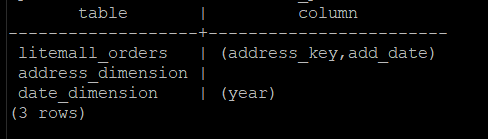 table | column
-------------------+------------------------
litemall_orders | (address_key,add_date)
address_dimension |
date_dimension | (year)
(3 rows)